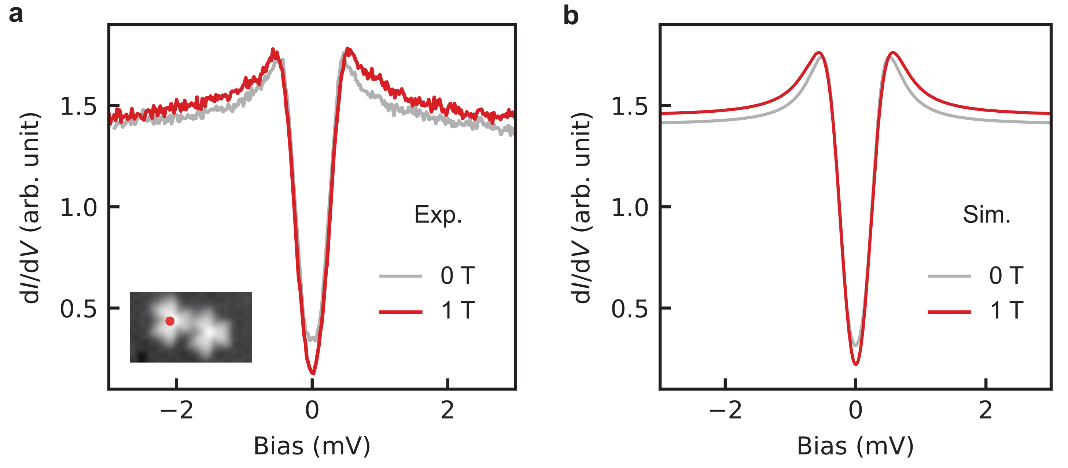 a
dI/dV (arb. unit)
1.5
1.0
0.5
Exp.
0 T
1 T
−2
0
2
Bias (mV)
b
dI/dV (arb. unit)
1.5
1.0
0.5
Sim.
0 T
1 T
−2
0
2
Bias (mV)